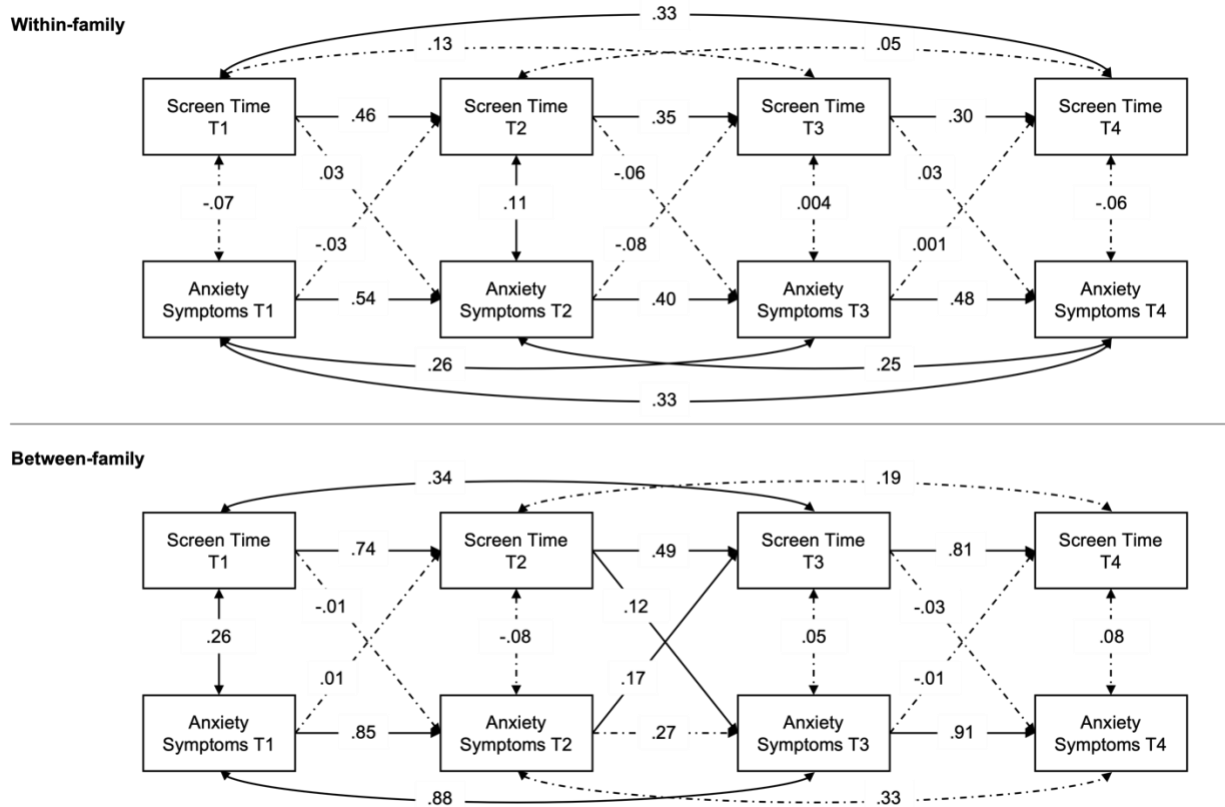 .33
Within-family
.13
.05
Screen Time
T1
.46
Screen Time
T2
.35
Screen Time
T3
.30
Screen Time
T4
.03
-.06
.03
-.07
.11
.004
-.06
-.03
-.08
.001
Anxiety
Symptoms T1
.54
Anxiety
Symptoms T2
.40
Anxiety
Symptoms T3
.48
Anxiety
Symptoms T4
.26
.25
.33
Between-family
.34
.19
Screen Time
T1
.74
Screen Time
T2
.49
Screen Time
T3
.81
Screen Time
T4
-.01
.12
-.03
.26
-.08
.05
.08
.01
.17
-.01
Anxiety
Symptoms T1
.85
Anxiety
Symptoms T2
.27
Anxiety
Symptoms T3
.91
Anxiety
Symptoms T4
.88
.33